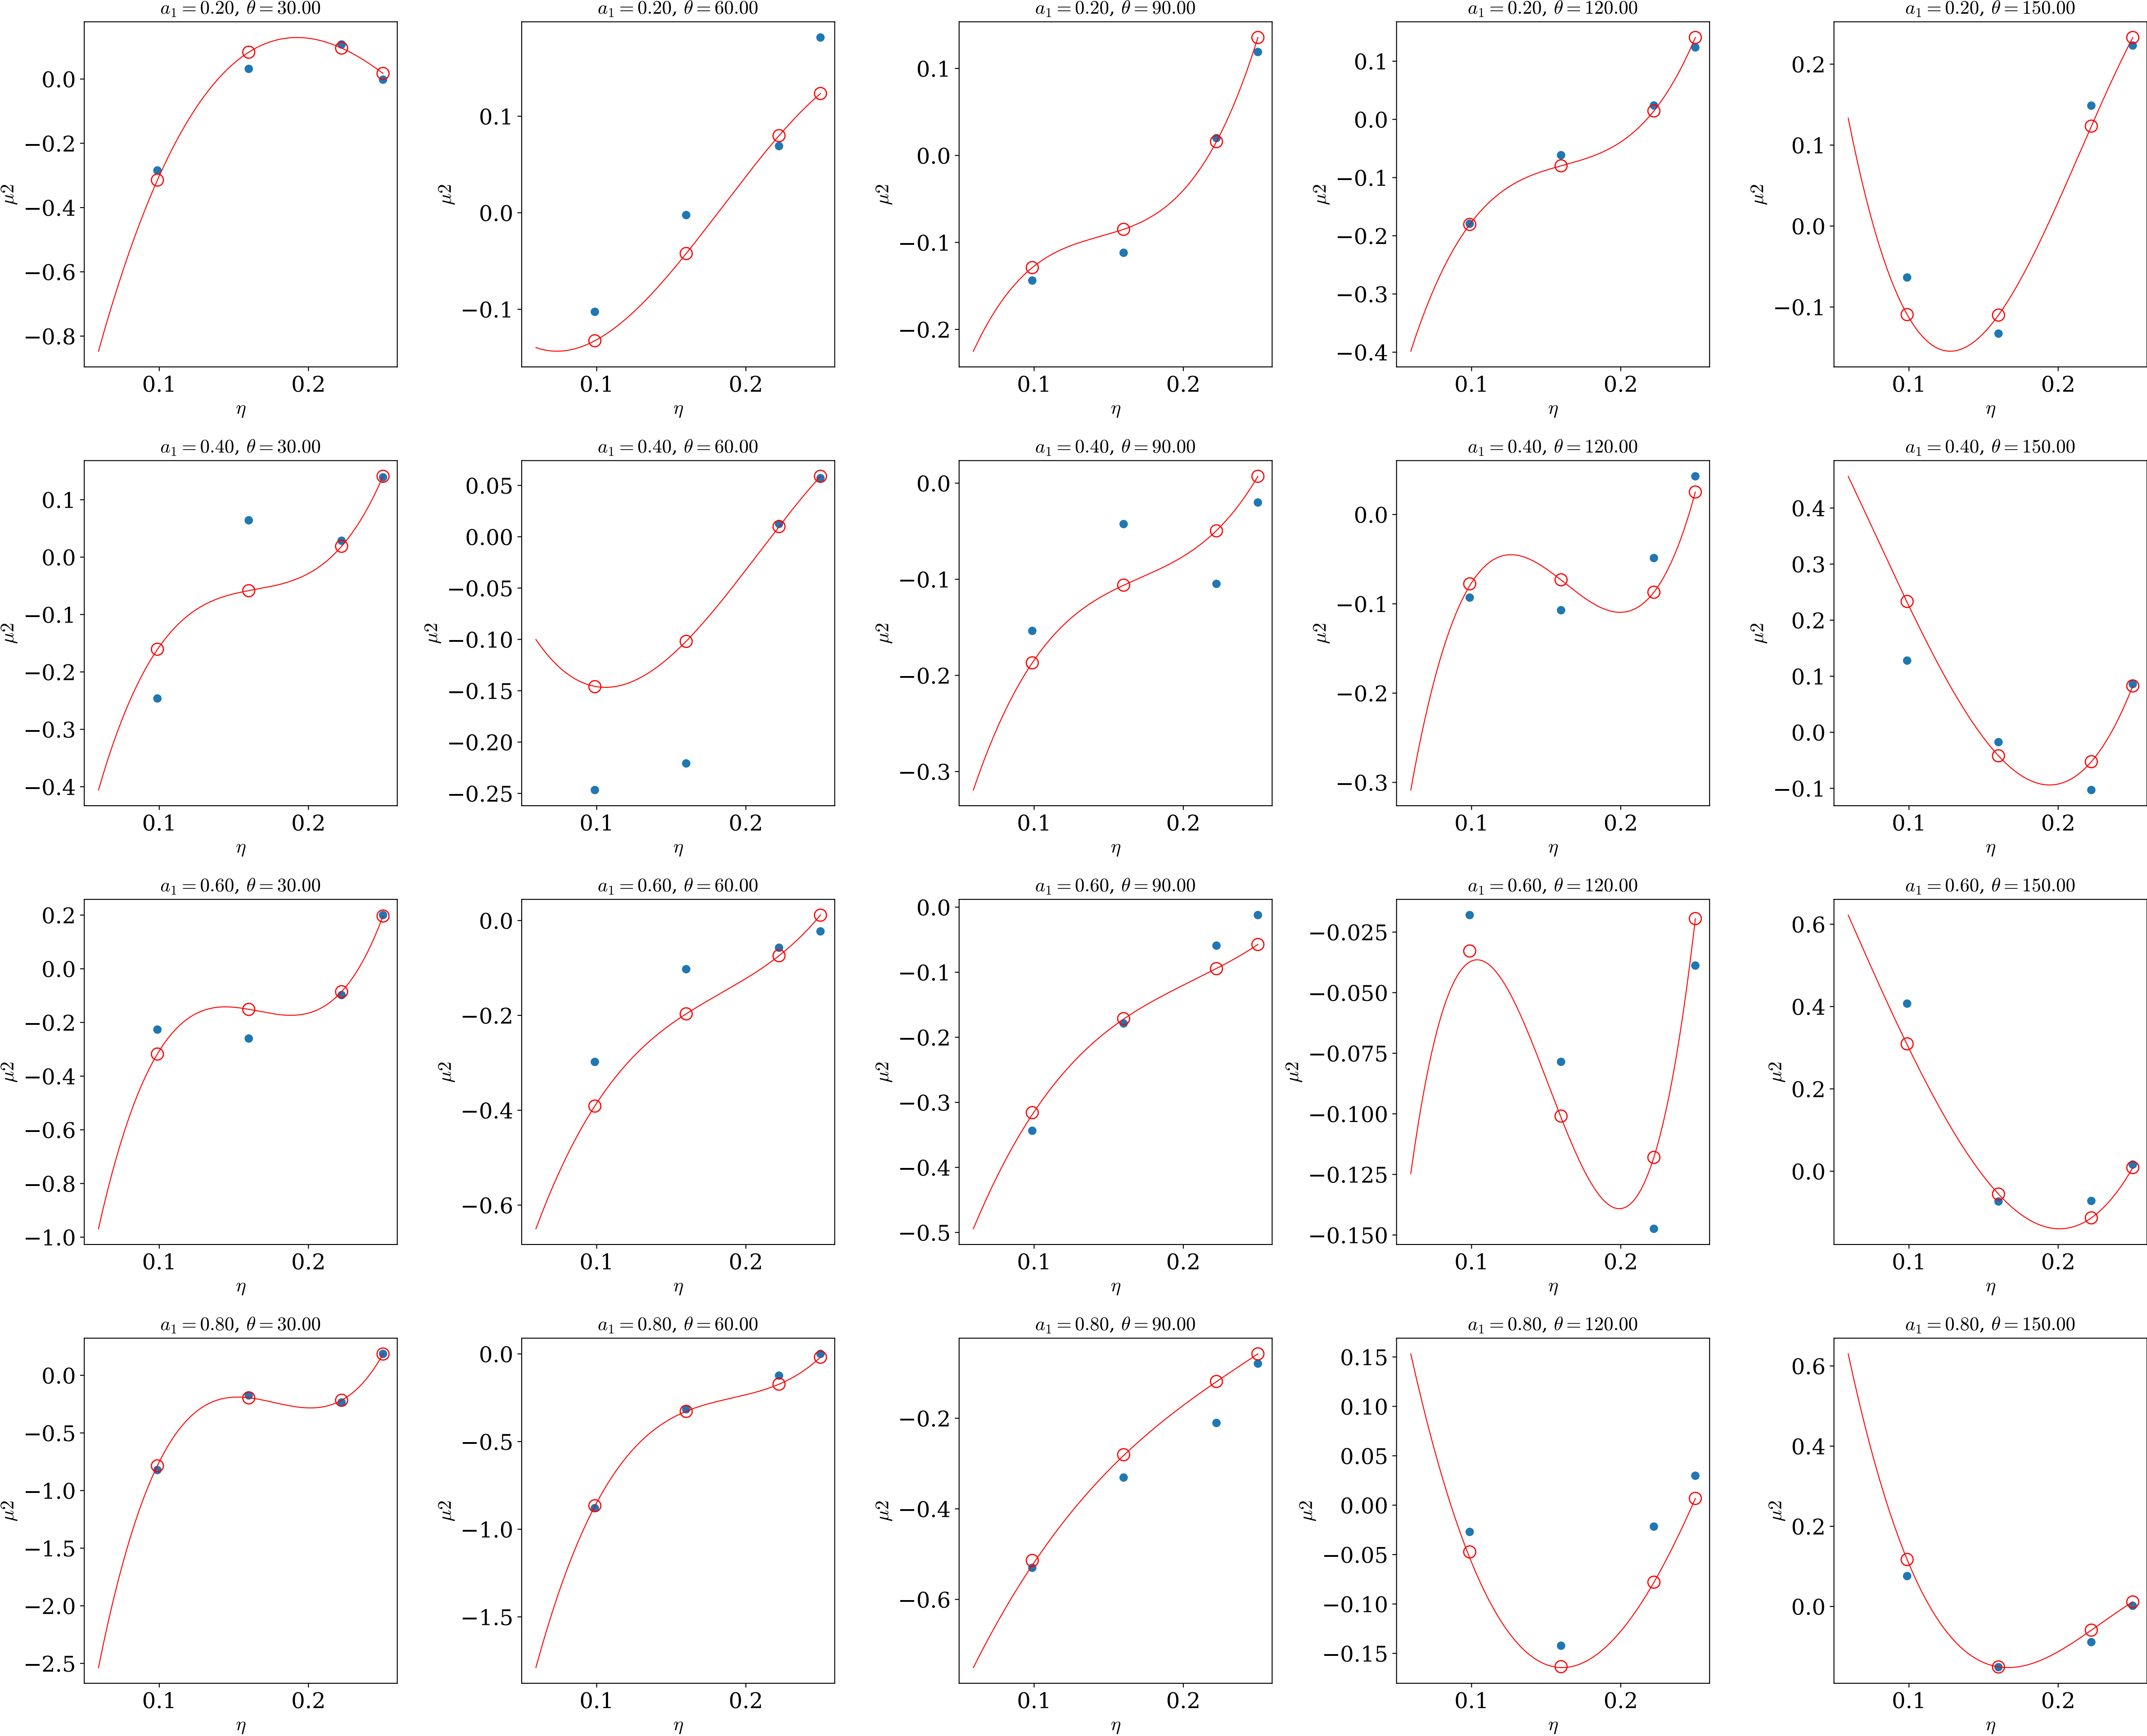 a₁ = 0.20, θ = 30.00 a₁ = 0.20, θ = 60.00 a₁ = 0.20, θ = 90.00 a₁ = 0.20, θ = 120.00 a₁ = 0.20, θ = 150.00
0.0 −0.2 −0.4 −0.6 −0.8 μ2 0.1 0.2 η
0.1 0.0 −0.1 μ2 0.1 0.2 η
0.1 0.0 −0.1 −0.2 μ2 0.1 0.2 η
0.1 0.0 −0.1 −0.2 −0.3 −0.4 μ2 0.1 0.2 η
0.2 0.1 0.0 −0.1 μ2 0.1 0.2 η
a₁ = 0.40, θ = 30.00 a₁ = 0.40, θ = 60.00 a₁ = 0.40, θ = 90.00 a₁ = 0.40, θ = 120.00 a₁ = 0.40, θ = 150.00
0.1 0.0 −0.1 −0.2 −0.3 −0.4 μ2 0.1 0.2 η
0.05 0.00 −0.05 −0.10 −0.15 −0.20 −0.25 μ2 0.1 0.2 η
0.0 −0.1 −0.2 −0.3 μ2 0.1 0.2 η
0.0 −0.1 −0.2 −0.3 μ2 0.1 0.2 η
0.4 0.3 0.2 0.1 0.0 −0.1 μ2 0.1 0.2 η
a₁ = 0.60, θ = 30.00 a₁ = 0.60, θ = 60.00 a₁ = 0.60, θ = 90.00 a₁ = 0.60, θ = 120.00 a₁ = 0.60, θ = 150.00
0.2 0.0 −0.2 −0.4 −0.6 −0.8 −1.0 μ2 0.1 0.2 η
0.0 −0.2 −0.4 −0.6 μ2 0.1 0.2 η
0.0 −0.1 −0.2 −0.3 −0.4 −0.5 μ2 0.1 0.2 η
−0.025 −0.050 −0.075 −0.100 −0.125 −0.150 μ2 0.1 0.2 η
0.6 0.4 0.2 0.0 μ2 0.1 0.2 η
a₁ = 0.80, θ = 30.00 a₁ = 0.80, θ = 60.00 a₁ = 0.80, θ = 90.00 a₁ = 0.80, θ = 120.00 a₁ = 0.80, θ = 150.00
0.0 −0.5 −1.0 −1.5 −2.0 −2.5 μ2 0.1 0.2 η
0.0 −0.5 −1.0 −1.5 μ2 0.1 0.2 η
−0.2 −0.4 −0.6 μ2 0.1 0.2 η
0.15 0.10 0.05 0.00 −0.05 −0.10 −0.15 μ2 0.1 0.2 η
0.6 0.4 0.2 0.0 μ2 0.1 0.2 η